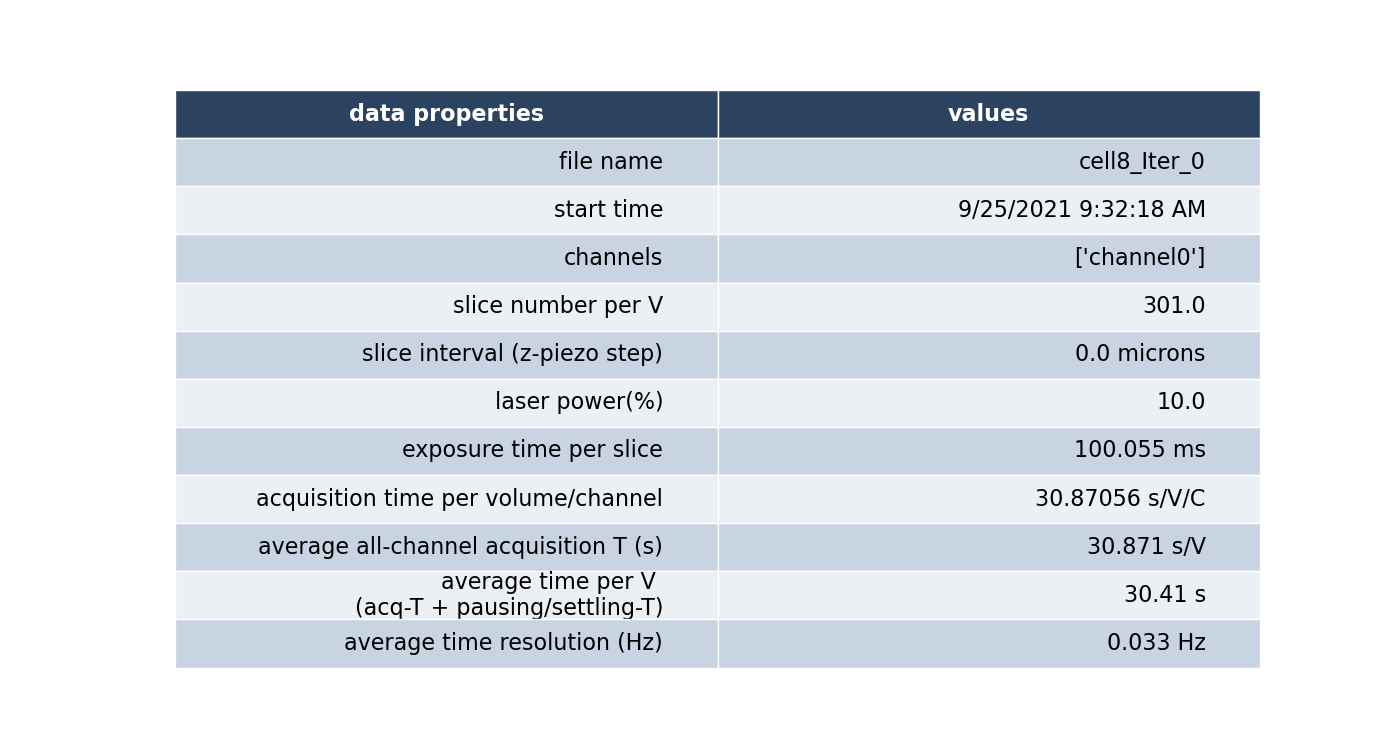 data properties values
file name cell8_Iter_0
start time 9/25/2021 9:32:18 AM
channels ['channel0']
slice number per V 301.0
slice interval (z-piezo step) 0.0 microns
laser power(%) 10.0
exposure time per slice 100.055 ms
acquisition time per volume/channel 30.87056 s/V/C
average all-channel acquisition T (s) 30.871 s/V
average time per V
(acq-T + pausing/settling-T) 30.41 s
average time resolution (Hz) 0.033 Hz